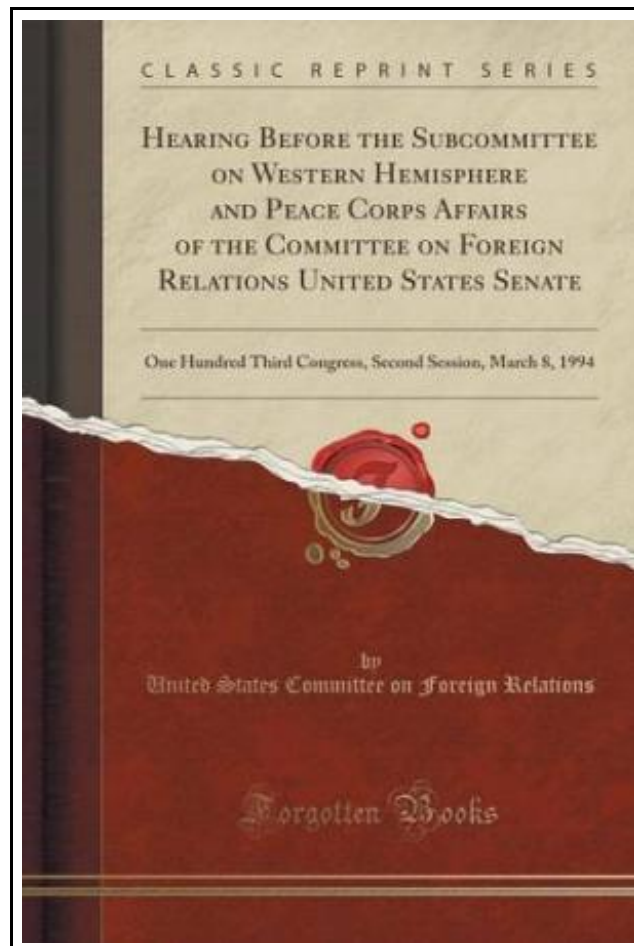 CLASSIC REPRINT SERIES
HEARING BEFORE THE SUBCOMMITTEE
ON WESTERN HEMISPHERE
AND PEACE CORPS AFFAIRS
OF THE COMMITTEE ON FOREIGN
RELATIONS UNITED STATES SENATE
One Hundred Third Congress, Second Session, March 8, 1994
by
United States Committee on Foreign Relations
Forgotten Books